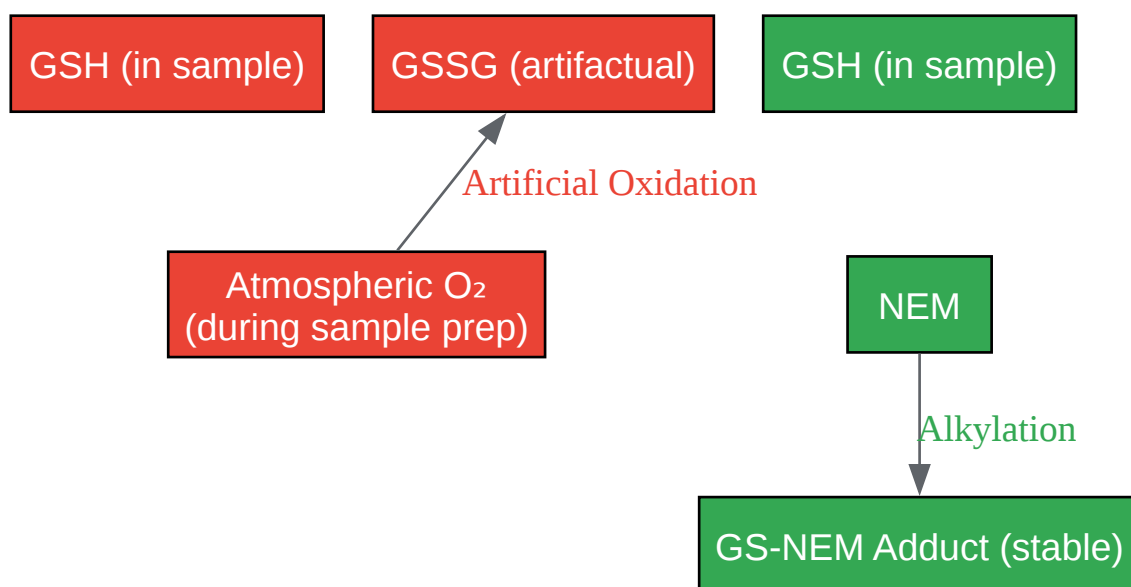 GSH (in sample)
GSSG (artifactual)
GSH (in sample)
Artificial Oxidation
Atmospheric O₂
(during sample prep)
NEM
Alkylation
GS-NEM Adduct (stable)